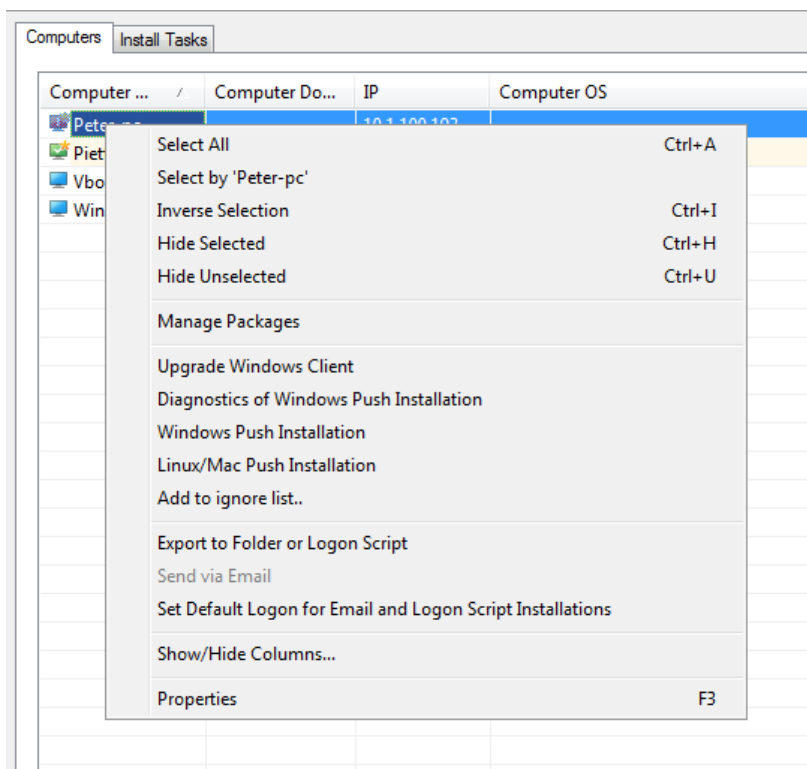 Computers Install Tasks
Computer ... Computer Do... IP Computer OS
Select All Ctrl+A
Select by 'Peter-pc'
Inverse Selection Ctrl+I
Hide Selected Ctrl+H
Hide Unselected Ctrl+U
Manage Packages
Upgrade Windows Client
Diagnostics of Windows Push Installation
Windows Push Installation
Linux/Mac Push Installation
Add to ignore list..
Export to Folder or Logon Script
Send via Email
Set Default Logon for Email and Logon Script Installations
Show/Hide Columns...
Properties F3